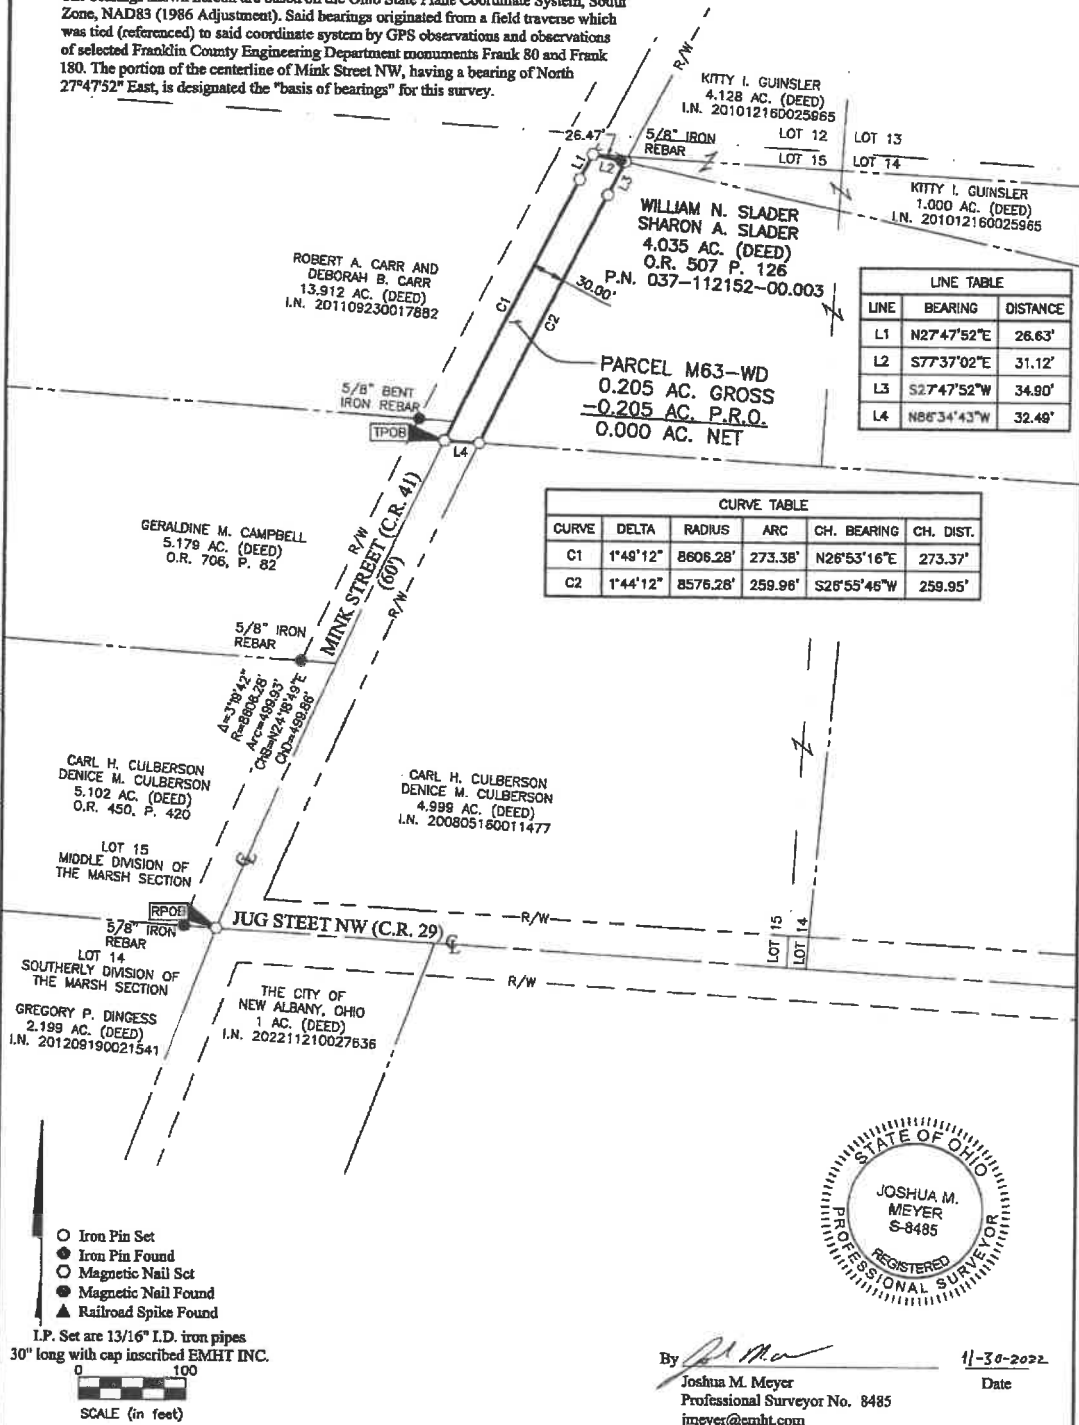 Zone, NAD83 (1986 Adjustment). Said bearings originated from a field traverse which
was tied (referenced) to said coordinate system by GPS observations and observations
of selected Franklin County Engineering Department monuments Frank 80 and Frank
180. The portion of the centerline of Mink Street NW, having a bearing of North
27°47'52" East, is designated the "basis of bearings" for this survey.
R/W
KITTY I. GUINSLER
4.128 AC. (DEED)
I.N. 201012160025965
26.47'
5/8" IRON
REBAR
LOT 12
LOT 13
LOT 15
LOT 14
L1
L2
L3
KITTY I. GUINSLER
1.000 AC. (DEED)
I.N. 201012160025965
WILLIAM N. SLADER
SHARON A. SLADER
4.035 AC. (DEED)
O.R. 507 P. 126
P.N. 037-112152-00.003
ROBERT A. CARR AND
DEBORAH B. CARR
13.912 AC. (DEED)
I.N. 201109230017882
30.00'
C1
C2
LINE TABLE
LINE BEARING DISTANCE
L1 N27°47'52"E 26.63'
L2 S77°37'02"E 31.12'
L3 S27°47'52"W 34.90'
L4 N86°34'43"W 32.49'
PARCEL M63-WD
0.205 AC. GROSS
-0.205 AC. P.R.O.
0.000 AC. NET
5/8" BENT
IRON REBAR
TPOB
L4
CURVE TABLE
CURVE DELTA RADIUS ARC CH. BEARING CH. DIST.
C1 1°49'12" 8606.28' 273.38' N26°53'16"E 273.37'
C2 1°44'12" 8576.28' 259.96' S26°55'46"W 259.95'
GERALDINE M. CAMPBELL
5.179 AC. (DEED)
O.R. 706, P. 82
R/W
MINK STREET (C.R. 41)
(60')
R/W
5/8" IRON
REBAR
Δ=3°19'42"
R=8606.28'
Arc=499.93'
ChB=N24°18'49"E
ChD=499.86'
CARL H. CULBERSON
DENICE M. CULBERSON
5.102 AC. (DEED)
O.R. 450, P. 420
CARL H. CULBERSON
DENICE M. CULBERSON
4.999 AC. (DEED)
I.N. 200805160011477
LOT 15
MIDDLE DIVISION OF
THE MARSH SECTION
RPOB
5/8" IRON
REBAR
JUG STEET NW (C.R. 29)
R/W
LOT 15
LOT 14
R/W
LOT 14
SOUTHERLY DIVISION OF
THE MARSH SECTION
GREGORY P. DINGESS
2.199 AC. (DEED)
I.N. 201209190021541
THE CITY OF
NEW ALBANY, OHIO
1 AC. (DEED)
I.N. 202211210027636
STATE OF OHIO
JOSHUA M.
MEYER
S-8485
REGISTERED
PROFESSIONAL SURVEYOR
Iron Pin Set
Iron Pin Found
Magnetic Nail Set
Magnetic Nail Found
Railroad Spike Found
I.P. Set are 13/16" I.D. iron pipes
30" long with cap inscribed EMHT INC.
0 100
SCALE (in feet)
By
11-30-2022
Joshua M. Meyer
Date
Professional Surveyor No. 8485
jmeyer@emht.com